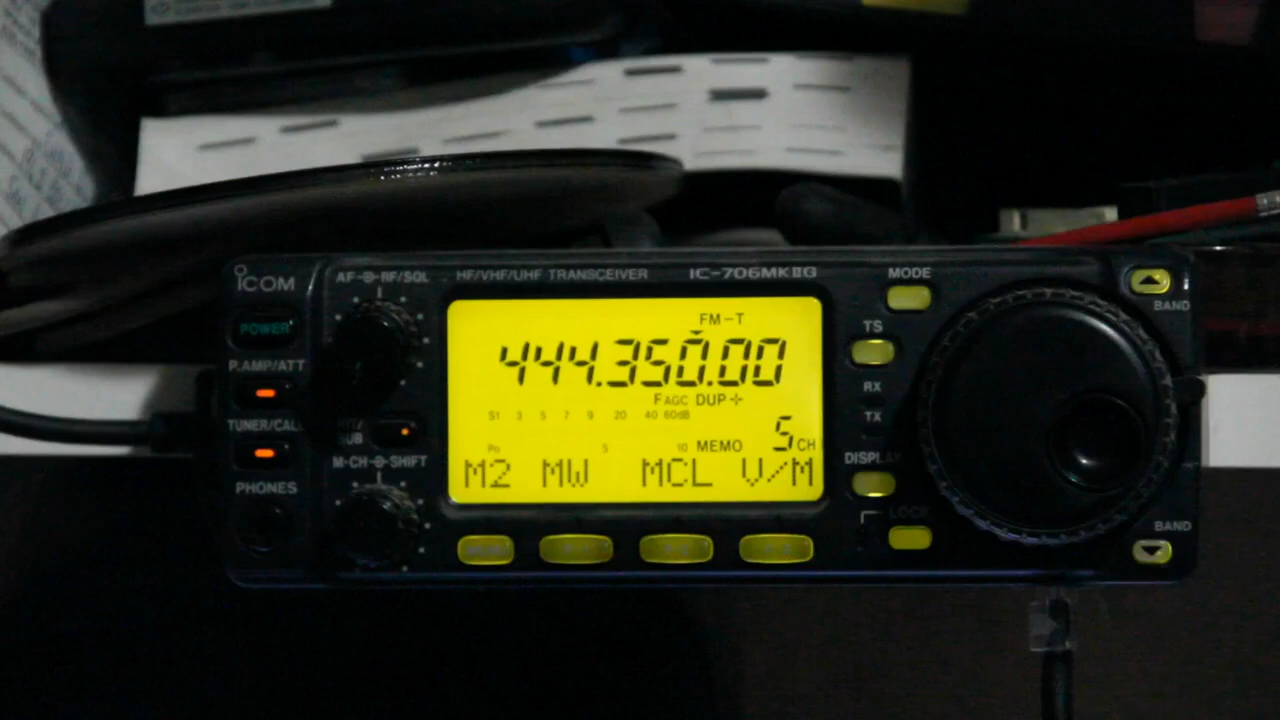 ICOM
AF RF/SQL
HF/VHF/UHF TRANSCEIVER
IC-706MKIIG
MODE
BAND
POWER
FM-T
TS
444.350.00
P.AMP/ATT
F AGC DUP+
RX
S1 3 5 7 9 20 40 60dB
TX
TUNER/CALL
SUB
Po 5 10 MEMO 5 CH
M-CH SHIFT
DISPLAY
M2 MW MCL V/M
PHONES
LOCK
BAND